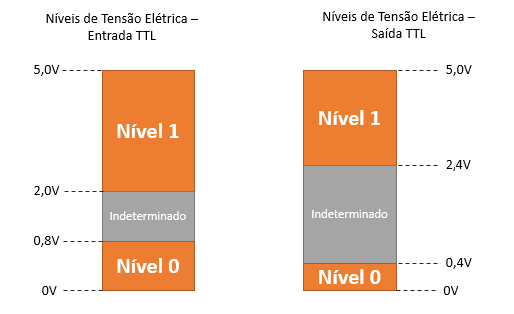 Níveis de Tensão Elétrica –
Entrada TTL
5,0V
Nível 1
2,0V
Indeterminado
0,8V
Nível 0
0V
Níveis de Tensão Elétrica –
Saída TTL
5,0V
Nível 1
2,4V
Indeterminado
0,4V
Nível 0
0V